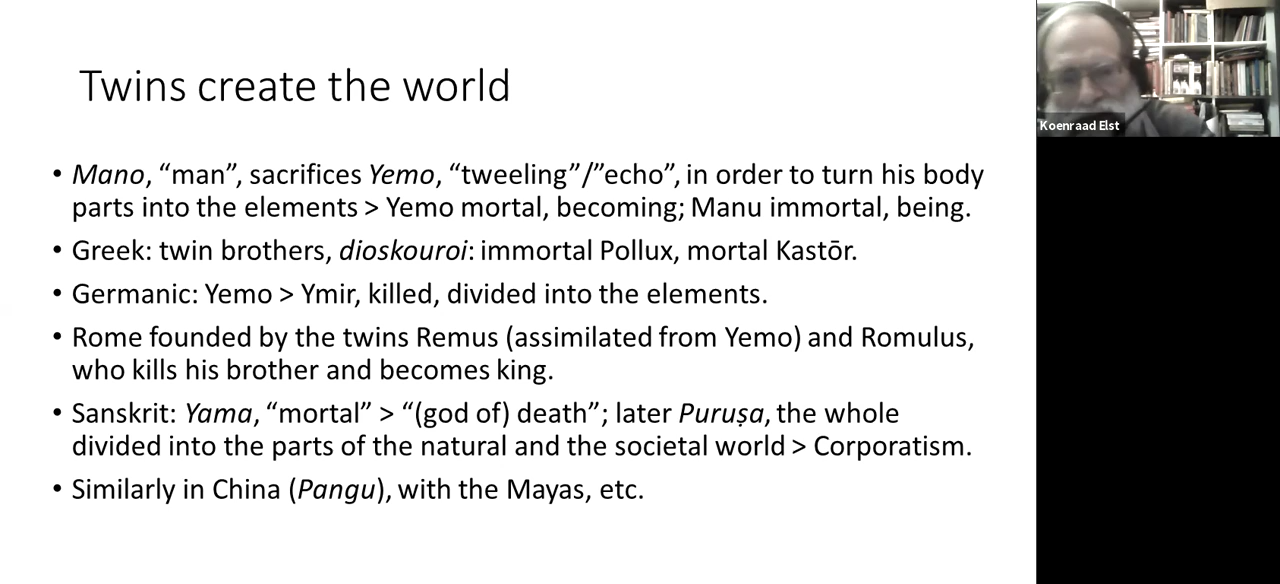 Twins create the world
• Mano, “man”, sacrifices Yemo, “tweeling”/”echo”, in order to turn his body
parts into the elements > Yemo mortal, becoming; Manu immortal, being.
• Greek: twin brothers, dioskouroi: immortal Pollux, mortal Kastōr.
• Germanic: Yemo > Ymir, killed, divided into the elements.
• Rome founded by the twins Remus (assimilated from Yemo) and Romulus,
who kills his brother and becomes king.
• Sanskrit: Yama, “mortal” > “(god of) death”; later Puruṣa, the whole
divided into the parts of the natural and the societal world > Corporatism.
• Similarly in China (Pangu), with the Mayas, etc.
Koenraad Elst